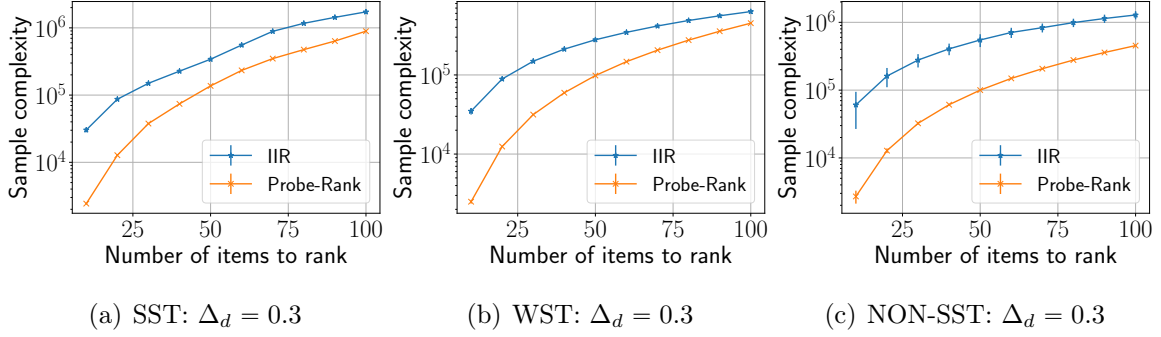 Sample complexity
10^6
10^5
10^4
IIR
Probe-Rank
25 50 75 100
Number of items to rank
(a) SST: Δ_d = 0.3
Sample complexity
10^5
10^4
IIR
Probe-Rank
25 50 75 100
Number of items to rank
(b) WST: Δ_d = 0.3
Sample complexity
10^6
10^5
10^4
IIR
Probe-Rank
25 50 75 100
Number of items to rank
(c) NON-SST: Δ_d = 0.3